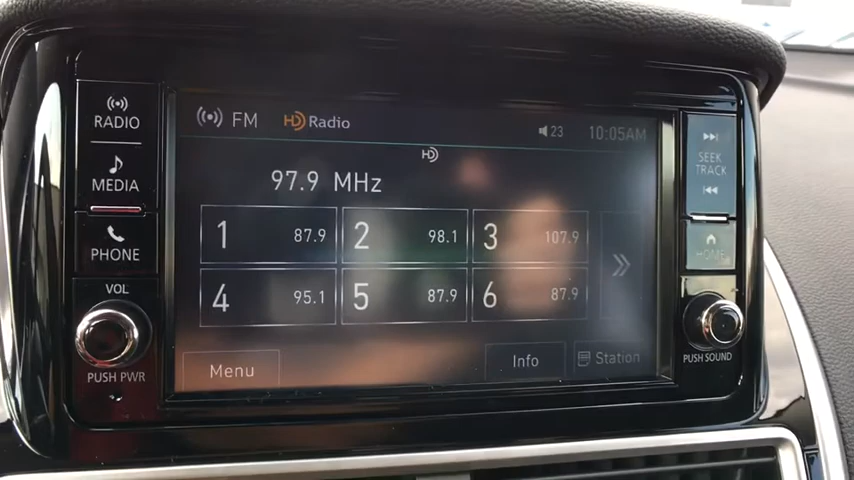 RADIO
MEDIA
PHONE
VOL
PUSH PWR
FM HD Radio 23 10:05AM
HD
97.9 MHz
1 87.9 2 98.1 3 107.9
4 95.1 5 87.9 6 87.9
Menu Info Station
SEEK
TRACK
HOME
PUSH SOUND